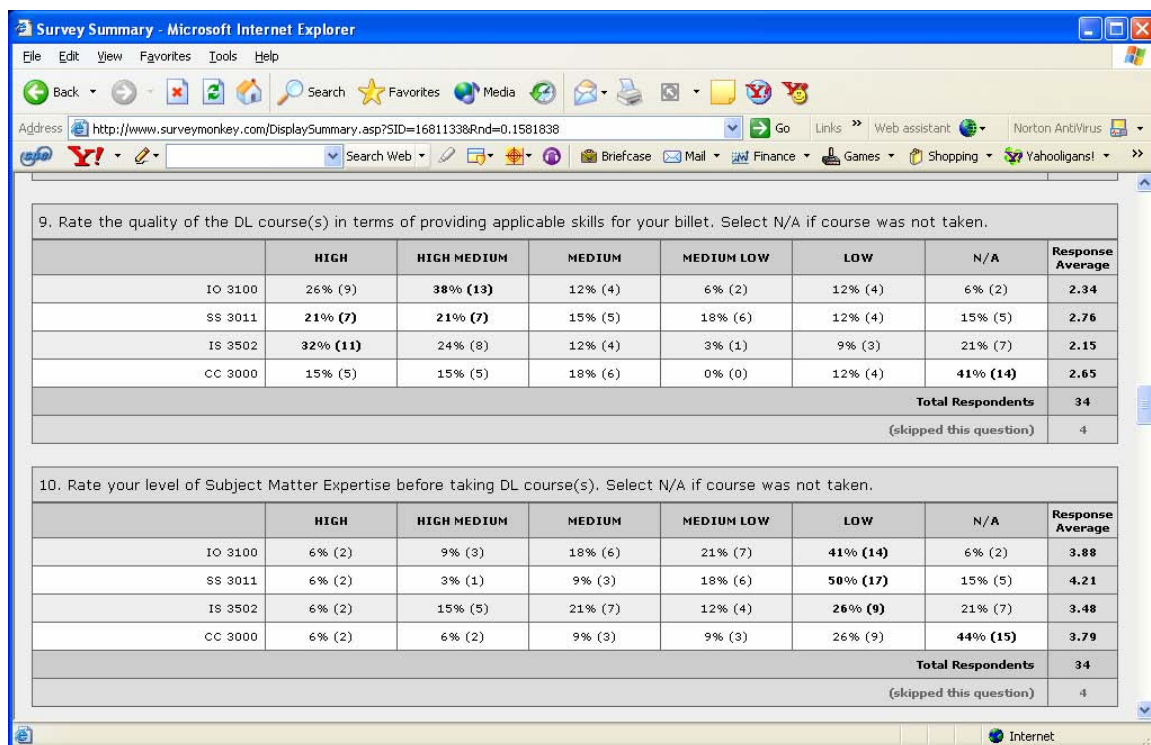 Survey Summary - Microsoft Internet Explorer
File Edit View Favorites Tools Help
Back Search Favorites Media
Address http://www.surveymonkey.com/DisplaySummary.asp?SID=1681133&Rnd=0.1581838 Go Links » Web assistant Norton AntiVirus
Y! Search Web Briefcase Mail Finance Games Shopping Yahooligans! »
9. Rate the quality of the DL course(s) in terms of providing applicable skills for your billet. Select N/A if course was not taken.
HIGH HIGH MEDIUM MEDIUM MEDIUM LOW LOW N/A Response Average
IO 3100 26% (9) 38% (13) 12% (4) 6% (2) 12% (4) 6% (2) 2.34
SS 3011 21% (7) 21% (7) 15% (5) 18% (6) 12% (4) 15% (5) 2.76
IS 3502 32% (11) 24% (8) 12% (4) 3% (1) 9% (3) 21% (7) 2.15
CC 3000 15% (5) 15% (5) 18% (6) 0% (0) 12% (4) 41% (14) 2.65
Total Respondents 34
(skipped this question) 4
10. Rate your level of Subject Matter Expertise before taking DL course(s). Select N/A if course was not taken.
HIGH HIGH MEDIUM MEDIUM MEDIUM LOW LOW N/A Response Average
IO 3100 6% (2) 9% (3) 18% (6) 21% (7) 41% (14) 6% (2) 3.88
SS 3011 6% (2) 3% (1) 9% (3) 18% (6) 50% (17) 15% (5) 4.21
IS 3502 6% (2) 15% (5) 21% (7) 12% (4) 26% (9) 21% (7) 3.48
CC 3000 6% (2) 6% (2) 9% (3) 9% (3) 26% (9) 44% (15) 3.79
Total Respondents 34
(skipped this question) 4
Internet